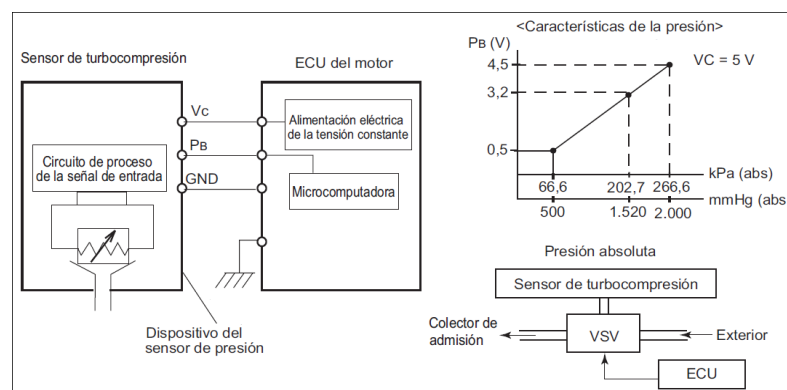 Sensor de turbocompresión
ECU del motor
Vc
PB
GND
Circuito de proceso
de la señal de entrada
Alimentación eléctrica
de la tensión constante
Microcomputadora
Dispositivo del
sensor de presión
<Características de la presión>
PB (V)
VC = 5 V
4,5
3,2
0,5
66,6 202,7 266,6 kPa (abs)
500 1.520 2.000 mmHg (abs
Presión absoluta
Sensor de turbocompresión
Colector de
admisión
VSV
Exterior
ECU